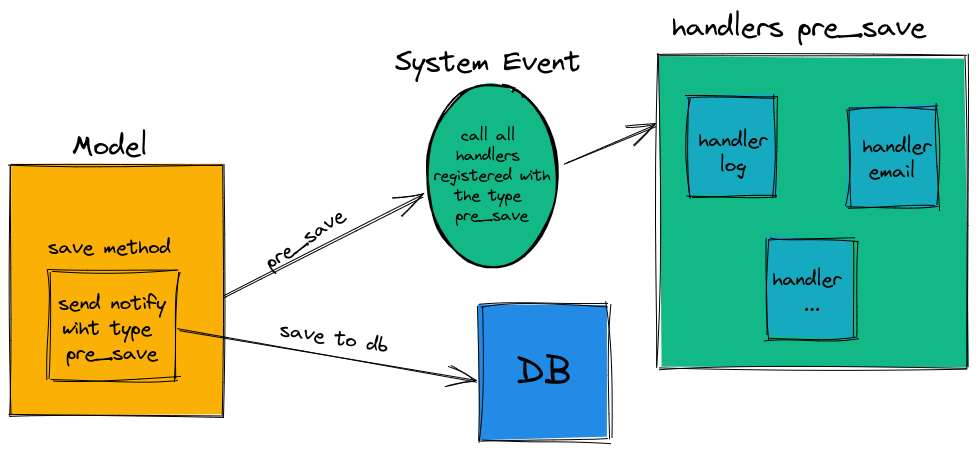 Model
save method
send notify
wiht type
pre_save
pre_save
save to db
System Event
call all
handlers
registered with
the type
pre_save
DB
handlers pre_save
handler
log
handler
email
handler
...